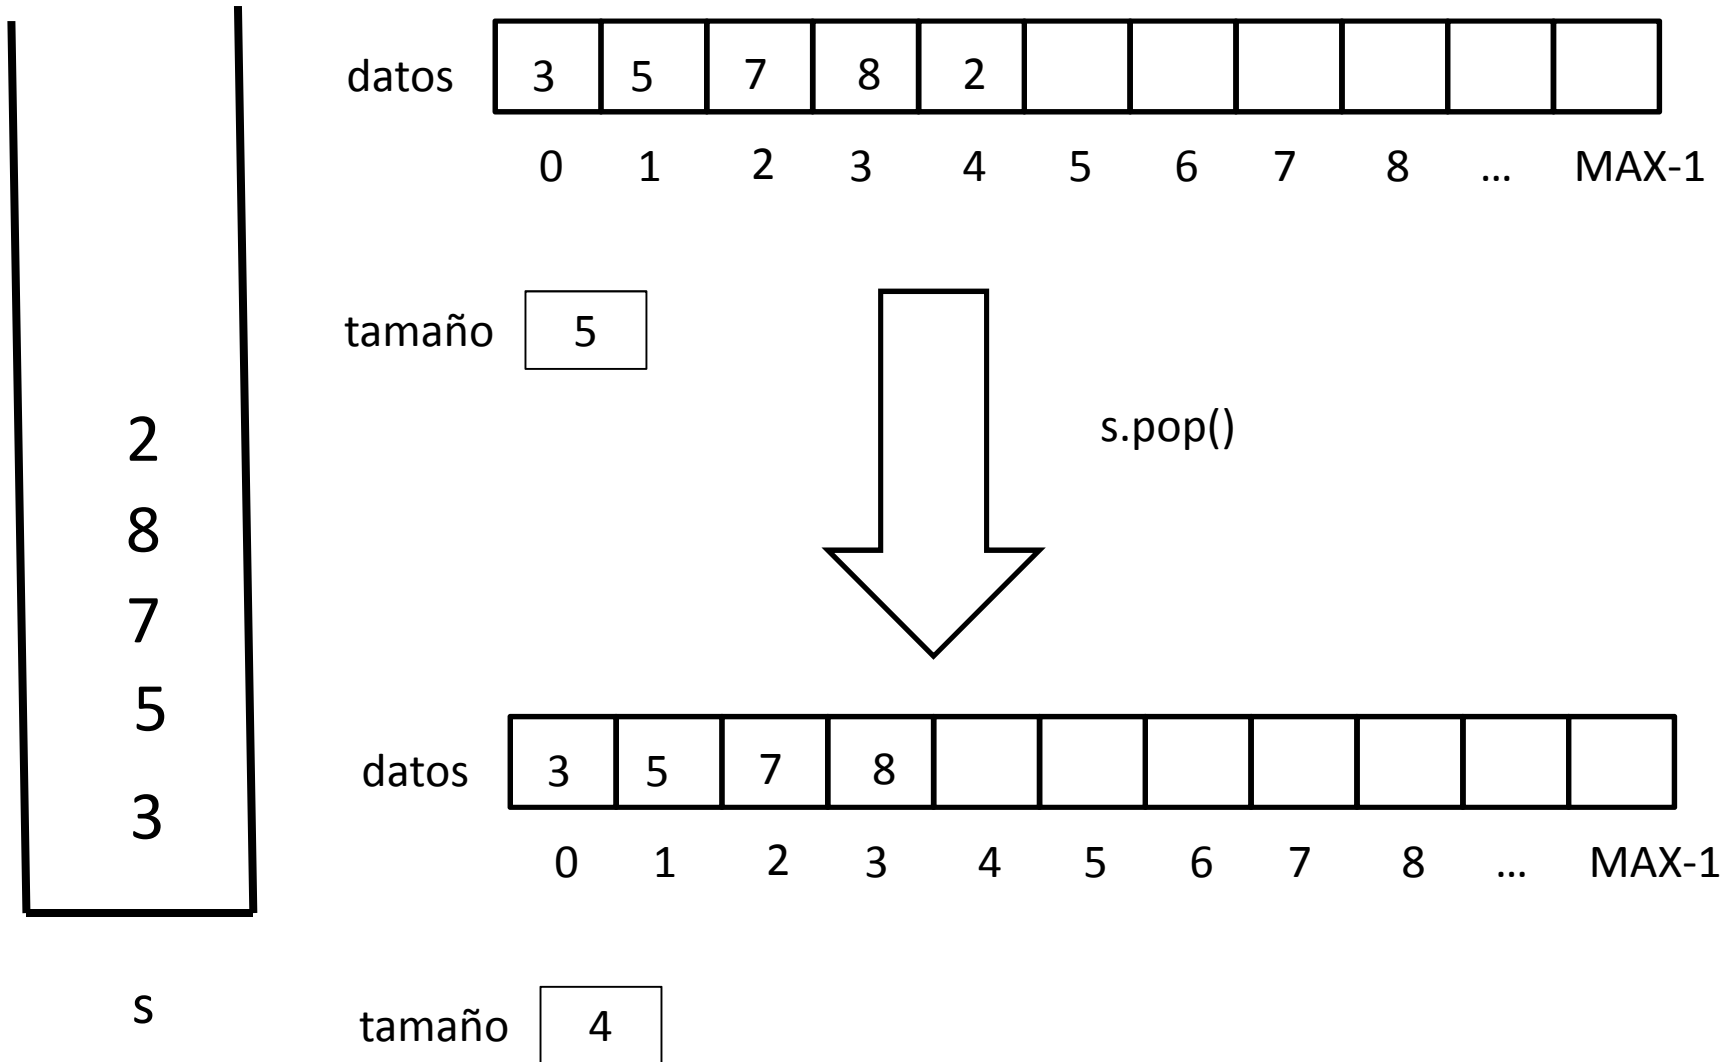 datos 3 5 7 8 2
0 1 2 3 4 5 6 7 8 ... MAX-1
tamaño 5
s.pop()
2
8
7
5
3
s
datos 3 5 7 8
0 1 2 3 4 5 6 7 8 ... MAX-1
tamaño 4